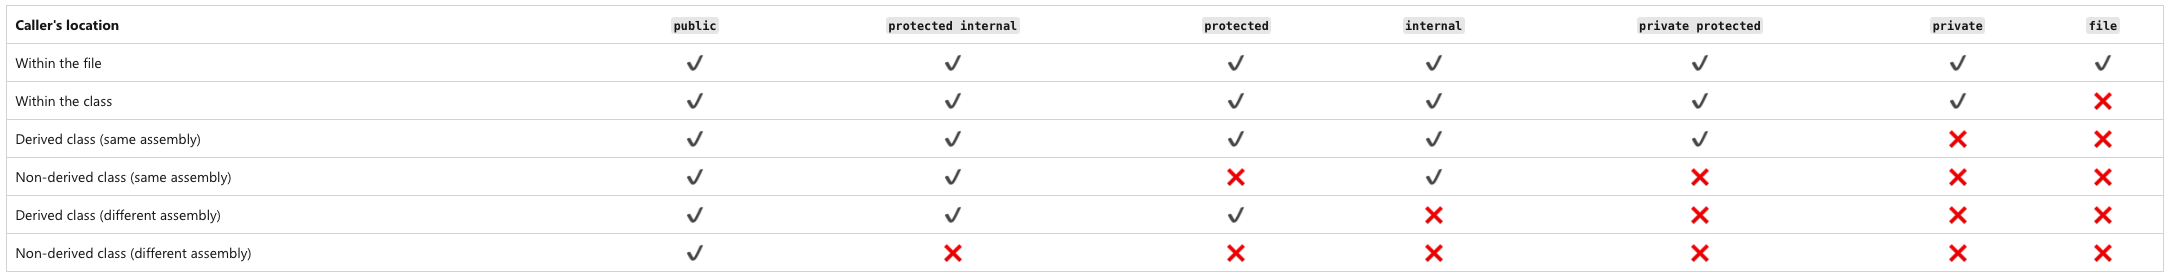 Caller's location public protected internal protected internal private protected private file
Within the file ✔ ✔ ✔ ✔ ✔ ✔ ✔
Within the class ✔ ✔ ✔ ✔ ✔ ✔ ❌
Derived class (same assembly) ✔ ✔ ✔ ✔ ✔ ❌ ❌
Non-derived class (same assembly) ✔ ✔ ❌ ✔ ❌ ❌ ❌
Derived class (different assembly) ✔ ✔ ✔ ❌ ❌ ❌ ❌
Non-derived class (different assembly) ✔ ❌ ❌ ❌ ❌ ❌ ❌